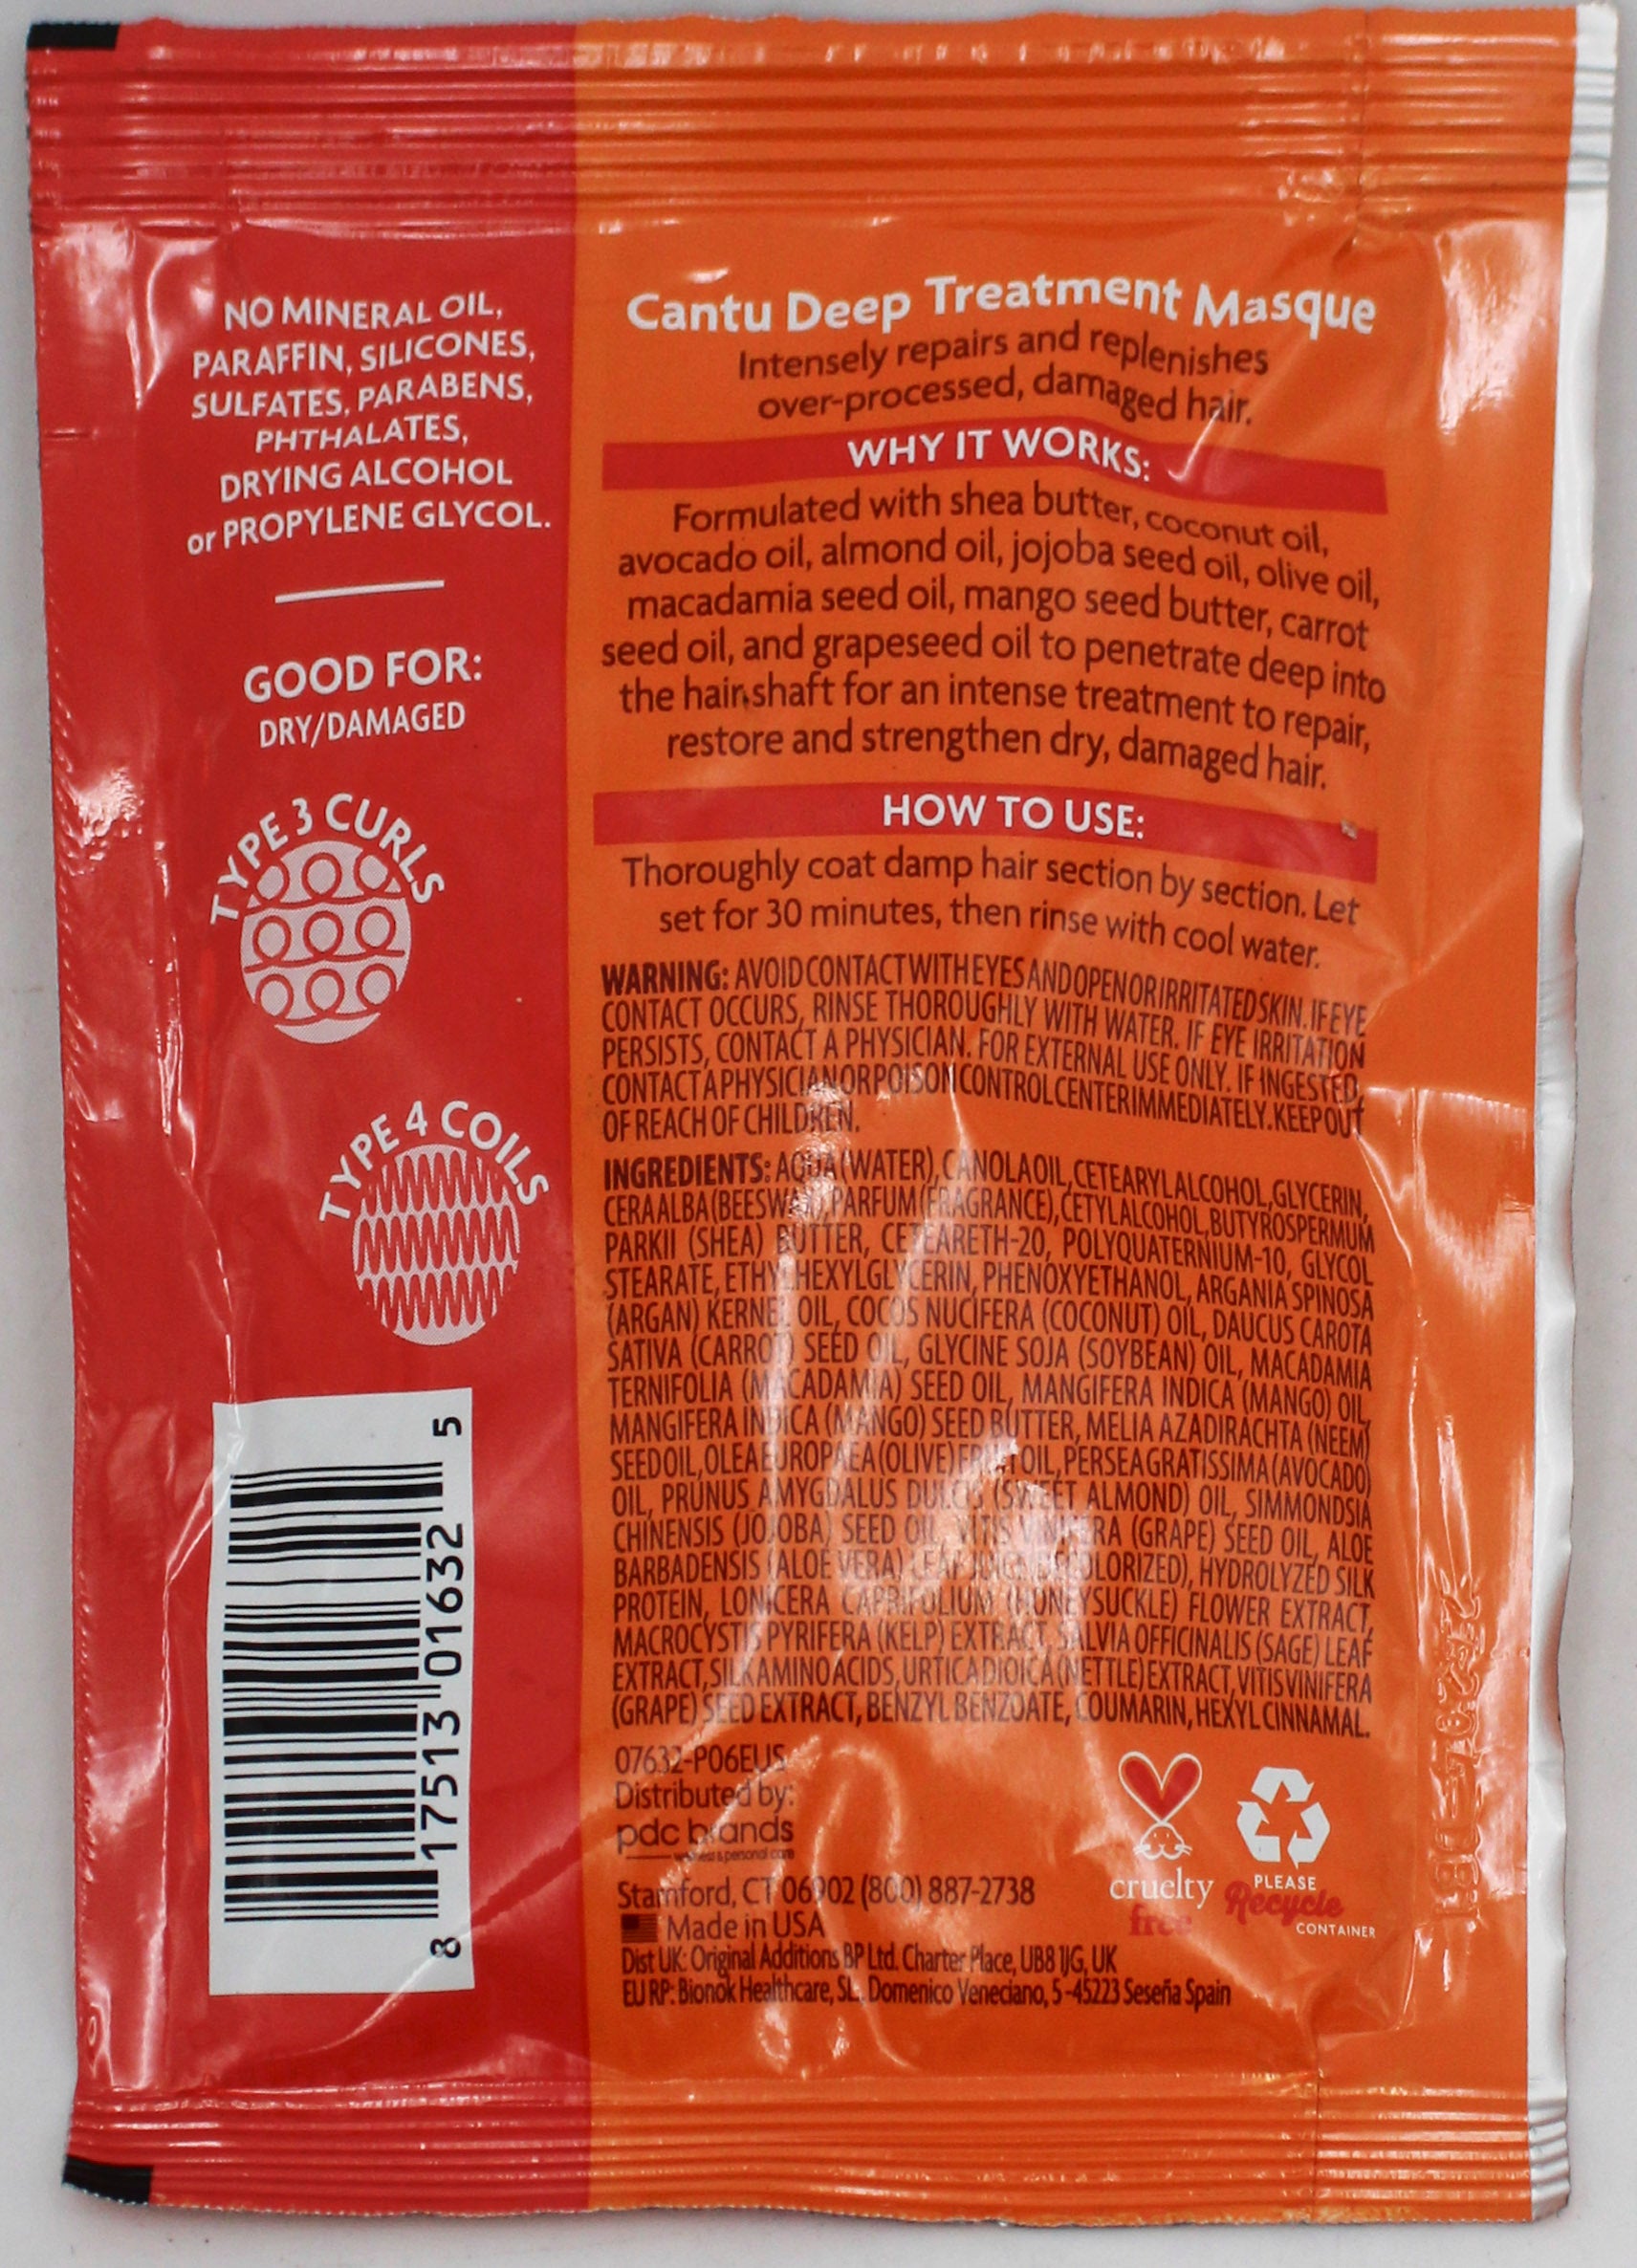 NO MINERAL OIL,
PARAFFIN, SILICONES,
SULFATES, PARABENS,
PHTHALATES,
DRYING ALCOHOL
or PROPYLENE GLYCOL.
GOOD FOR:
DRY/DAMAGED
TYPE 3 CURLS
TYPE 4 COILS
8 17513 01632 5
Cantu Deep Treatment Masque
Intensely repairs and replenishes
over-processed, damaged hair.
WHY IT WORKS:
Formulated with shea butter, coconut oil,
avocado oil, almond oil, jojoba seed oil, olive oil,
macadamia seed oil, mango seed butter, carrot
seed oil, and grapeseed oil to penetrate deep into
the hair shaft for an intense treatment to repair,
restore and strengthen dry, damaged hair.
HOW TO USE:
Thoroughly coat damp hair section by section. Let
set for 30 minutes, then rinse with cool water.
WARNING: AVOID CONTACT WITH EYES AND OPEN OR IRRITATED SKIN. IF EYE
CONTACT OCCURS, RINSE THOROUGHLY WITH WATER. IF EYE IRRITATION
PERSISTS, CONTACT A PHYSICIAN. FOR EXTERNAL USE ONLY. IF INGESTED,
CONTACT A PHYSICIAN OR POISON CONTROL CENTER IMMEDIATELY. KEEP OUT
OF REACH OF CHILDREN.
INGREDIENTS: AQUA (WATER), CANOLA OIL, CETEARYL ALCOHOL, GLYCERIN,
CERA ALBA (BEESWAX), PARFUM (FRAGRANCE), CETYL ALCOHOL, BUTYROSPERMUM
PARKII (SHEA) BUTTER, CETEARETH-20, POLYQUATERNIUM-10, GLYCOL
STEARATE, ETHYLHEXYLGLYCERIN, PHENOXYETHANOL, ARGANIA SPINOSA
(ARGAN) KERNEL OIL, COCOS NUCIFERA (COCONUT) OIL, DAUCUS CAROTA
SATIVA (CARROT) SEED OIL, GLYCINE SOJA (SOYBEAN) OIL, MACADAMIA
TERNIFOLIA (MACADAMIA) SEED OIL, MANGIFERA INDICA (MANGO) OIL,
MANGIFERA INDICA (MANGO) SEED BUTTER, MELIA AZADIRACHTA (NEEM)
SEED OIL, OLEA EUROPAEA (OLIVE) FRUIT OIL, PERSEA GRATISSIMA (AVOCADO)
OIL, PRUNUS AMYGDALUS DULCIS (SWEET ALMOND) OIL, SIMMONDSIA
CHINENSIS (JOJOBA) SEED OIL, VITIS VINIFERA (GRAPE) SEED OIL, ALOE
BARBADENSIS (ALOE VERA) LEAF JUICE (DECOLORIZED), HYDROLYZED SILK
PROTEIN, LONICERA CAPRIFOLIUM (HONEYSUCKLE) FLOWER EXTRACT,
MACROCYSTIS PYRIFERA (KELP) EXTRACT, SALVIA OFFICINALIS (SAGE) LEAF
EXTRACT, SILK AMINO ACIDS, URTICA DIOICA (NETTLE) EXTRACT, VITIS VINIFERA
(GRAPE) SEED EXTRACT, BENZYL BENZOATE, COUMARIN, HEXYL CINNAMAL.
07632-P06EUS
Distributed by:
pdc brands
wellness & personal care
Stamford, CT 06902 (800) 887-2738
Made in USA
Dist UK: Original Additions BP Ltd. Charter Place, UB8 1JG, UK
EU RP: Bionok Healthcare, SL. Domenico Veneciano, 5 -45223 Seseña Spain
cruelty
free
PLEASE
Recycle
CONTAINER